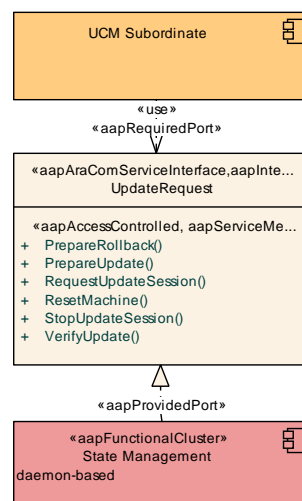 UCM Subordinate
«use»
«aapRequiredPort»
«aapAraComServiceInterface,aapInte...
UpdateRequest
«aapAccessControlled, aapServiceMe...
+ PrepareRollback()
+ PrepareUpdate()
+ RequestUpdateSession()
+ ResetMachine()
+ StopUpdateSession()
+ VerifyUpdate()
«aapProvidedPort»
«aapFunctionalCluster»
State Management
daemon-based